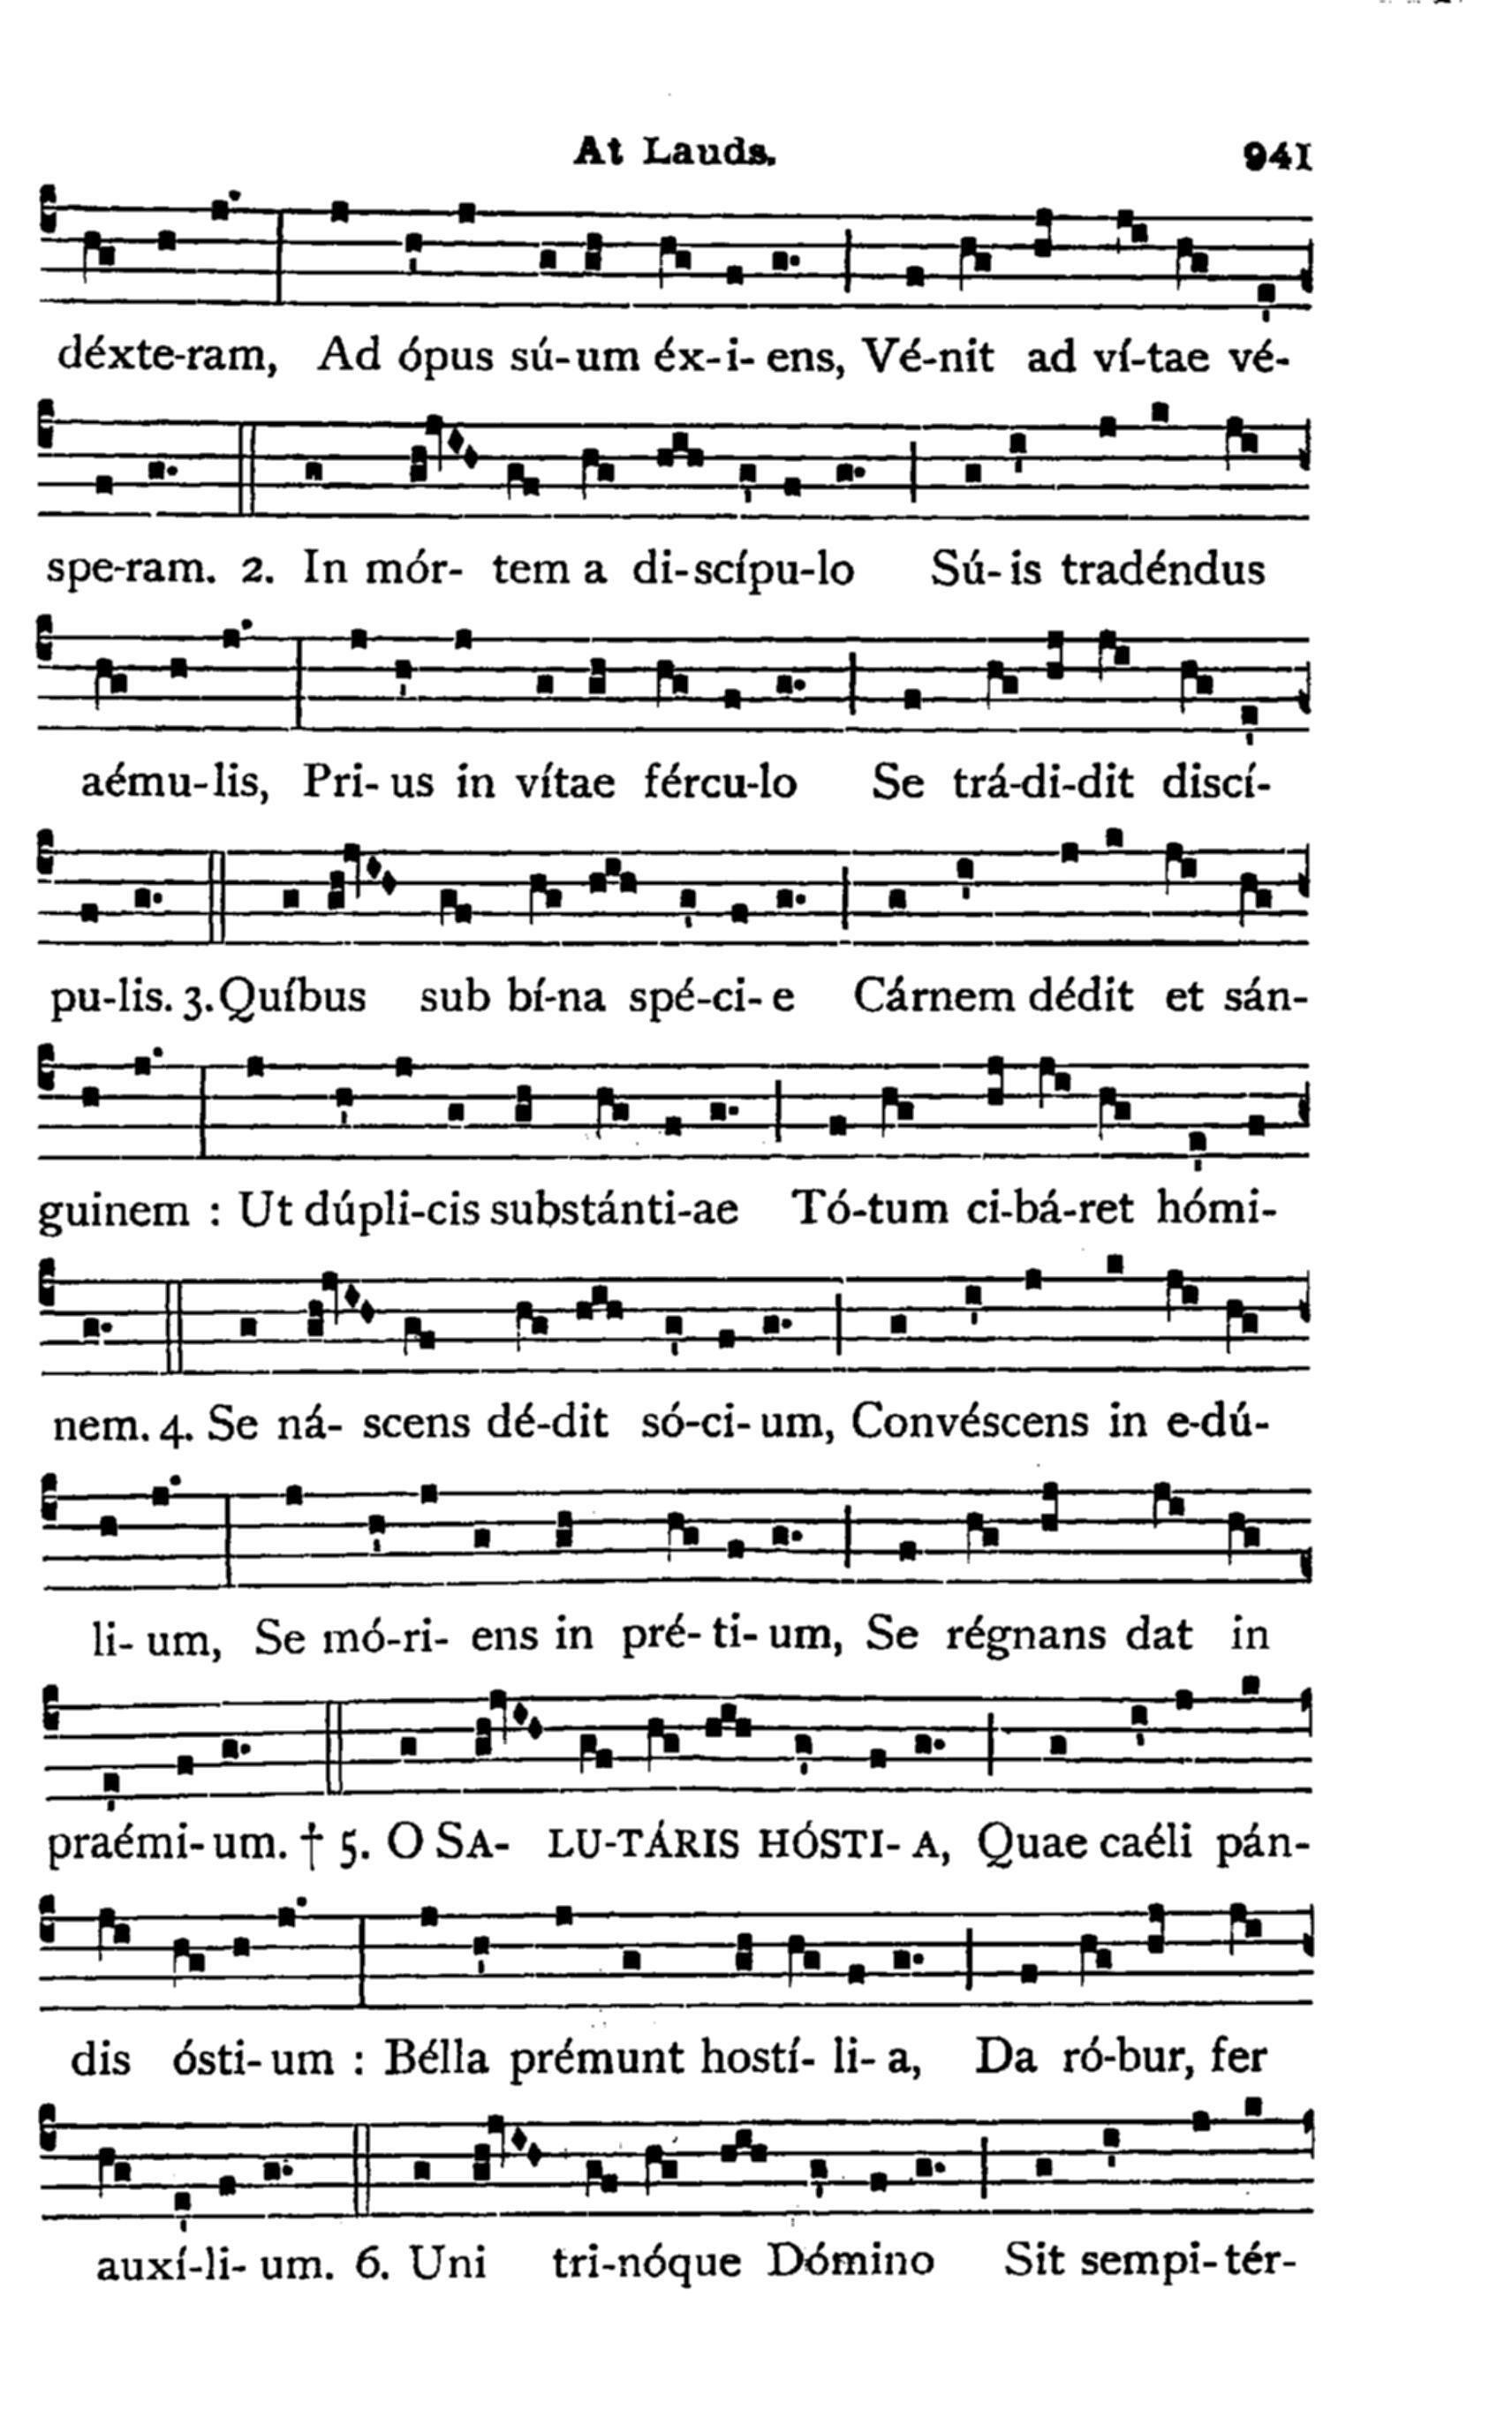 At Lauds. 941
déxte-ram, Ad ópus sú-um éx-i-ens, Vé-nit ad ví-tae vé-
spe-ram. 2. In mór- tem a di-scípu-lo Sú-is tradéndus
aému-lis, Pri-us in vítae fércu-lo Se trá-di-dit discí-
pu-lis. 3. Quíbus sub bí-na spé-ci-e Cárnem dédit et sán-
guinem : Ut dúpli-cis substánti-ae Tó-tum ci-bá-ret hómi-
nem. 4. Se ná- scens dé-dit só-ci-um, Convéscens in e-dú-
li-um, Se mó-ri- ens in pré-ti-um, Se régnans dat in
praémi-um. † 5. O SA- LU-TÁRIS HÓSTI-A, Quae caéli pán-
dis ósti-um : Bélla prémunt hostí- li-a, Da ró-bur, fer
auxí-li-um. 6. Uni tri-nóque Dómino Sit sempi-tér-